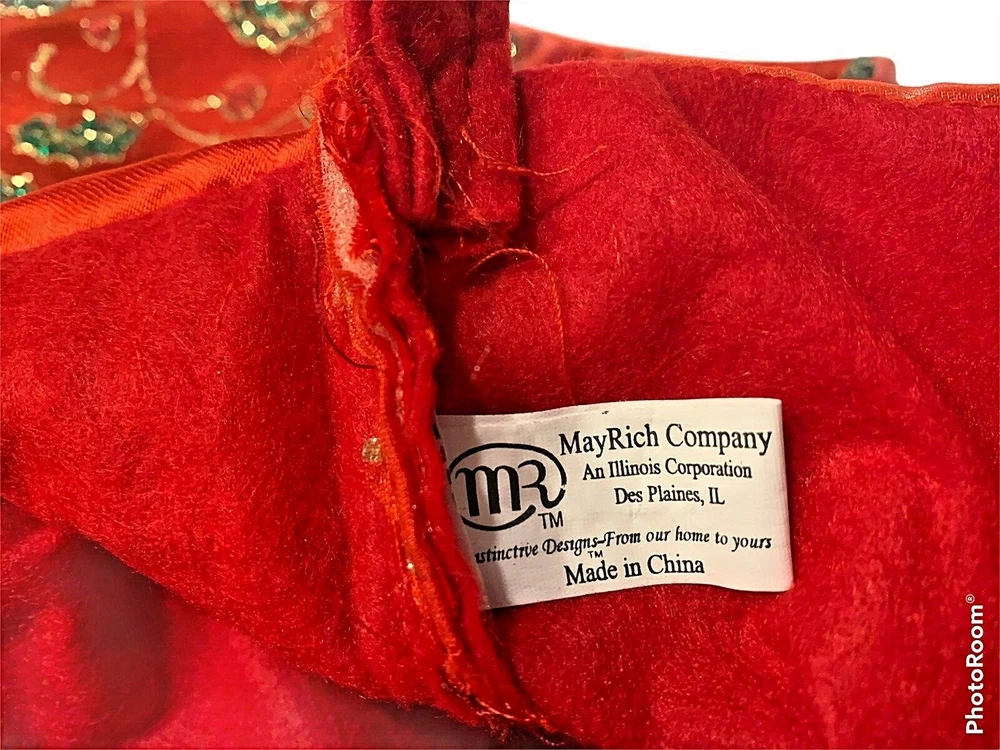 MayRich Company
An Illinois Corporation
Des Plaines, IL
mR
TM
Designs-From our home to yours
TM
Made in China
PhotoRoom®